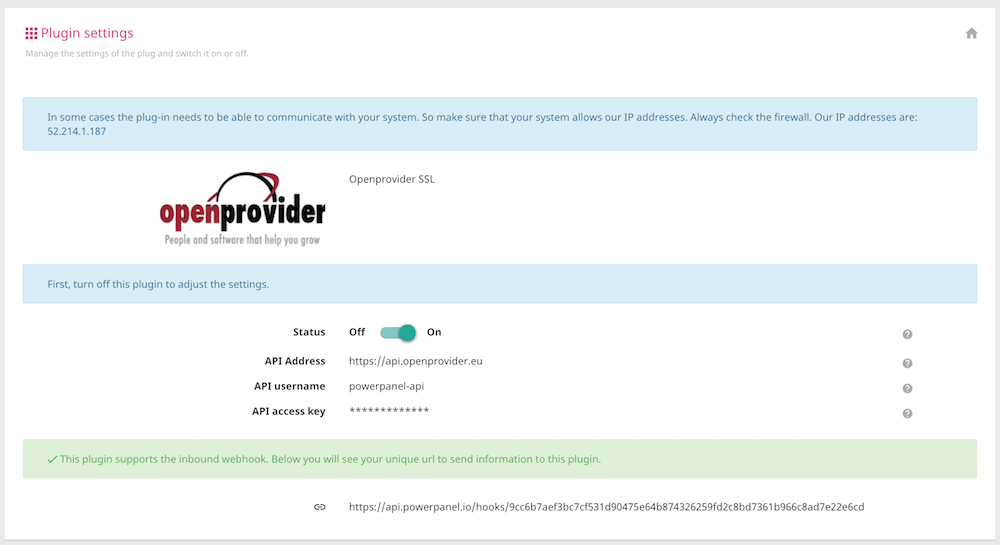 Plugin settings
Manage the settings of the plug and switch it on or off.
In some cases the plug-in needs to be able to communicate with your system. So make sure that your system allows our IP addresses. Always check the firewall. Our IP addresses are:
52.214.1.187
openprovider
People and software that help you grow
Openprovider SSL
First, turn off this plugin to adjust the settings.
Status Off On
API Address https://api.openprovider.eu
API username powerpanel-api
API access key *************
This plugin supports the inbound webhook. Below you will see your unique url to send information to this plugin.
https://api.powerpanel.io/hooks/9cc6b7aef3bc7cf531d90475e64b874326259fd2c8bd7361b966c8ad7e22e6cd